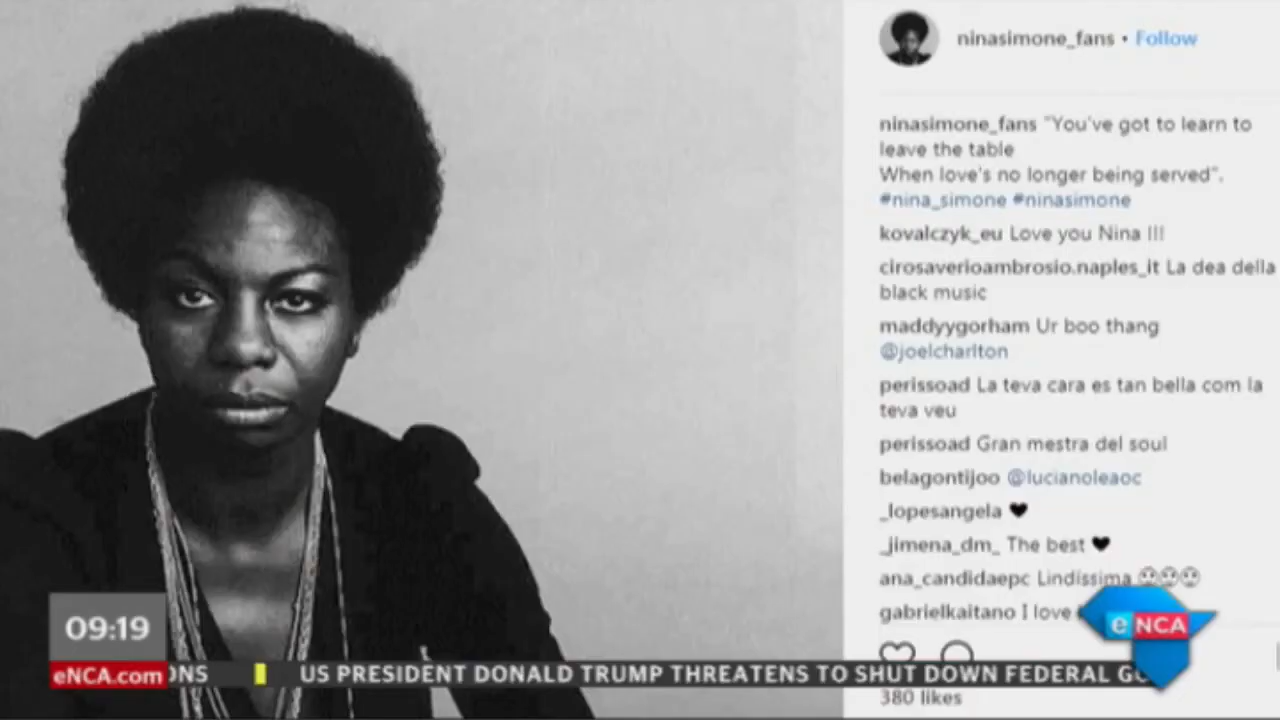 ninasimone_fans • Follow
ninasimone_fans "You've got to learn to
leave the table
When love's no longer being served".
#nina_simone #ninasimone
kovalczyk_eu Love you Nina !!!
cirosaverioambrosio.naples_it La dea della
black music
maddyygorham Ur boo thang
@joelcharlton
perissoad La teva cara es tan bella com la
teva veu
perissoad Gran mestra del soul
belagontijoo @lucianoleaoc
_lopesangela 🖤
_jimena_dm_ The best 🖤
ana_candidaepc Lindíssima
gabrielkaitano I love
eNCA
09:19
eNCA.com
ONS US PRESIDENT DONALD TRUMP THREATENS TO SHUT DOWN FEDERAL
380 likes